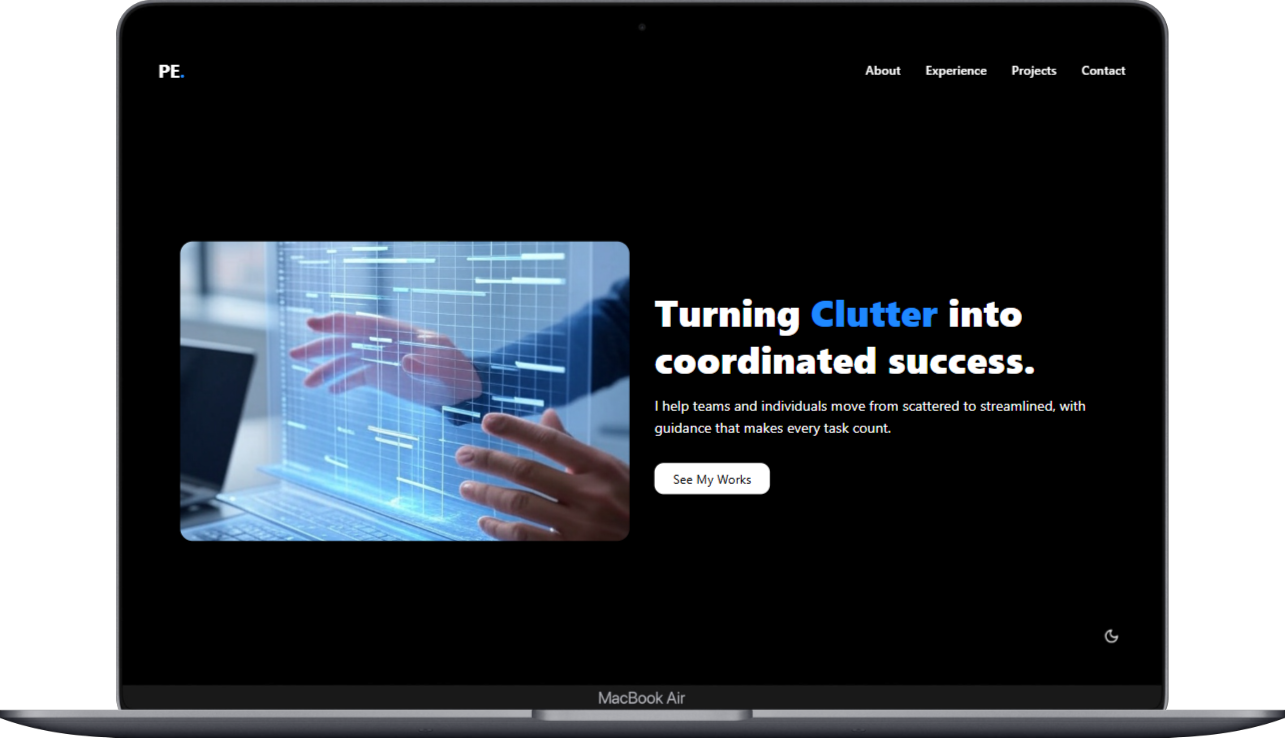 PE.
About Experience Projects Contact
Turning Clutter into
coordinated success.
I help teams and individuals move from scattered to streamlined, with
guidance that makes every task count.
See My Works
MacBook Air